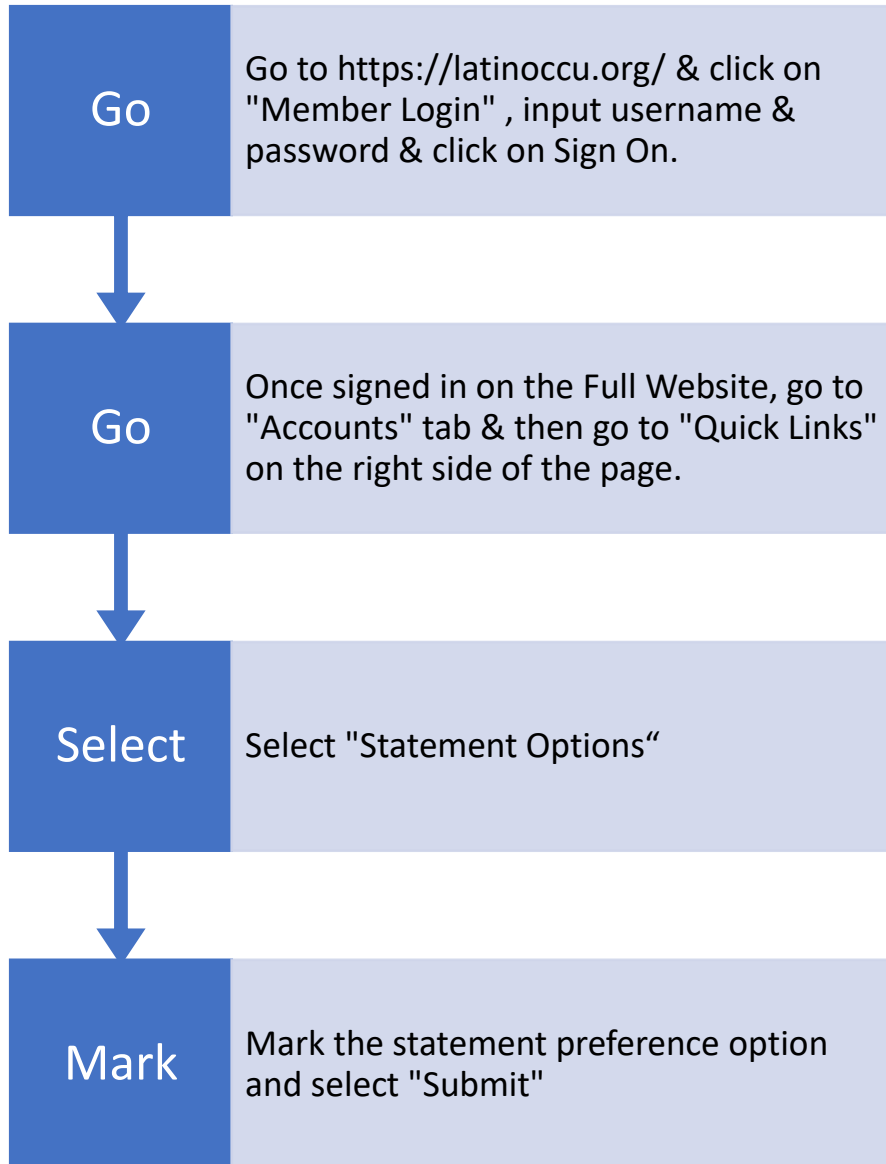 Go
Go to https://latinoccu.org/ & click on
"Member Login" , input username &
password & click on Sign On.
Go
Once signed in on the Full Website, go to
"Accounts" tab & then go to "Quick Links"
on the right side of the page.
Select
Select "Statement Options“
Mark
Mark the statement preference option
and select "Submit"